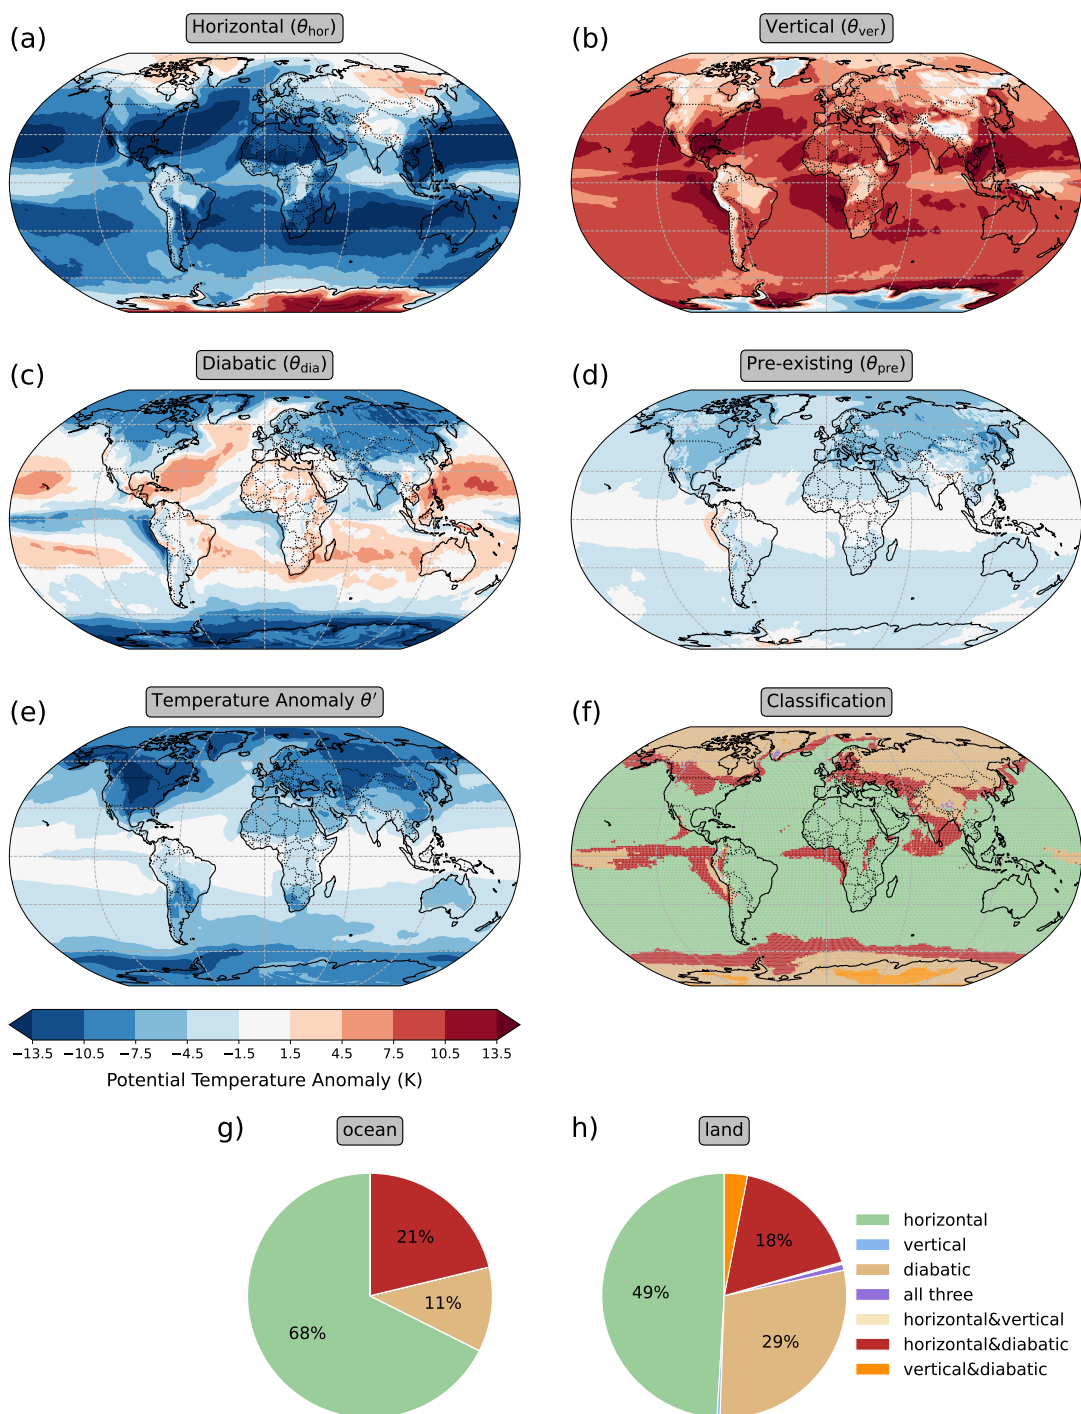 (a)
Horizontal (θhor)
(b)
Vertical (θver)
(c)
Diabatic (θdia)
(d)
Pre-existing (θpre)
(e)
Temperature Anomaly θ′
(f)
Classification
−13.5 −10.5 −7.5 −4.5 −1.5 1.5 4.5 7.5 10.5 13.5
Potential Temperature Anomaly (K)
g)
ocean
21%
11%
68%
h)
land
18%
49%
29%
horizontal
vertical
diabatic
all three
horizontal&vertical
horizontal&diabatic
vertical&diabatic